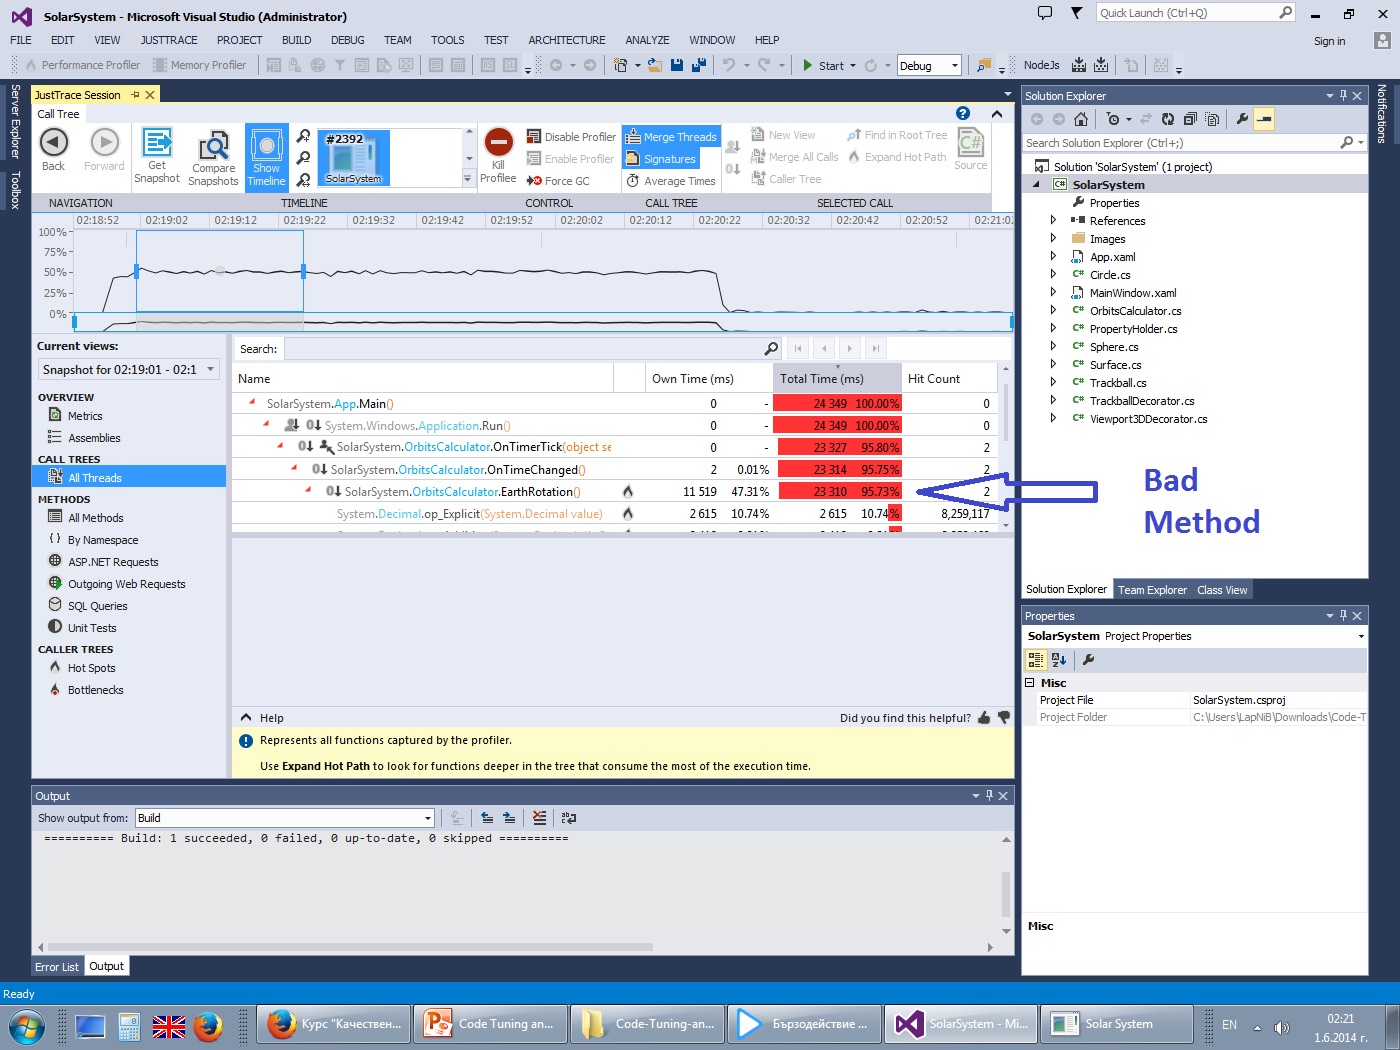 SolarSystem - Microsoft Visual Studio (Administrator)
Quick Launch (Ctrl+Q)
FILE EDIT VIEW JUSTTRACE PROJECT BUILD DEBUG TEAM TOOLS TEST ARCHITECTURE ANALYZE WINDOW HELP
Sign in
Performance Profiler Memory Profiler Start Debug NodeJs
Server Explorer
Toolbox
JustTrace Session
Call Tree
Back
Forward
Get Snapshot
Compare Snapshots
Show Timeline
#2392
SolarSystem
Kill Profilee
Disable Profiler
Enable Profiler
Force GC
Merge Threads
Signatures
Average Times
New View
Merge All Calls
Caller Tree
Find in Root Tree
Expand Hot Path
Source
NAVIGATION TIMELINE CONTROL CALL TREE SELECTED CALL
02:18:52 02:19:02 02:19:12 02:19:22 02:19:32 02:19:42 02:19:52 02:20:02 02:20:12 02:20:22 02:20:32 02:20:42 02:20:52 02:21:0
100%
75%
50%
25%
0%
Current views:
Snapshot for 02:19:01 - 02:1
OVERVIEW
Metrics
Assemblies
CALL TREES
All Threads
METHODS
All Methods
By Namespace
ASP.NET Requests
Outgoing Web Requests
SQL Queries
Unit Tests
CALLER TREES
Hot Spots
Bottlenecks
Search:
Name Own Time (ms) Total Time (ms) Hit Count
SolarSystem.App.Main() 0 - 24 349 100.00% 0
System.Windows.Application.Run() 0 - 24 349 100.00% 0
SolarSystem.OrbitsCalculator.OnTimerTick(object se 0 - 23 327 95.80% 2
SolarSystem.OrbitsCalculator.OnTimeChanged() 2 0.01% 23 314 95.75% 2
SolarSystem.OrbitsCalculator.EarthRotation() 11 519 47.31% 23 310 95.73% 2
System.Decimal.op_Explicit(System.Decimal value) 2 615 10.74% 2 615 10.74% 8,259,117
Help
Did you find this helpful?
Represents all functions captured by the profiler.
Use Expand Hot Path to look for functions deeper in the tree that consume the most of the execution time.
Output
Show output from: Build
========== Build: 1 succeeded, 0 failed, 0 up-to-date, 0 skipped ==========
Error List Output
Solution Explorer
Search Solution Explorer (Ctrl+;)
Solution 'SolarSystem' (1 project)
SolarSystem
Properties
References
Images
App.xaml
Circle.cs
MainWindow.xaml
OrbitsCalculator.cs
PropertyHolder.cs
Sphere.cs
Surface.cs
Trackball.cs
TrackballDecorator.cs
Viewport3DDecorator.cs
Bad
Method
Solution Explorer Team Explorer Class View
Properties
SolarSystem Project Properties
Misc
Project File SolarSystem.csproj
Project Folder C:\Users\LapNiB\Downloads\Code-T
Misc
Notifications
Ready
Курс "Качествен...
Code Tuning an...
Code-Tuning-an...
Бързодействие ...
SolarSystem - Mi...
Solar System
EN
02:21
1.6.2014 г.